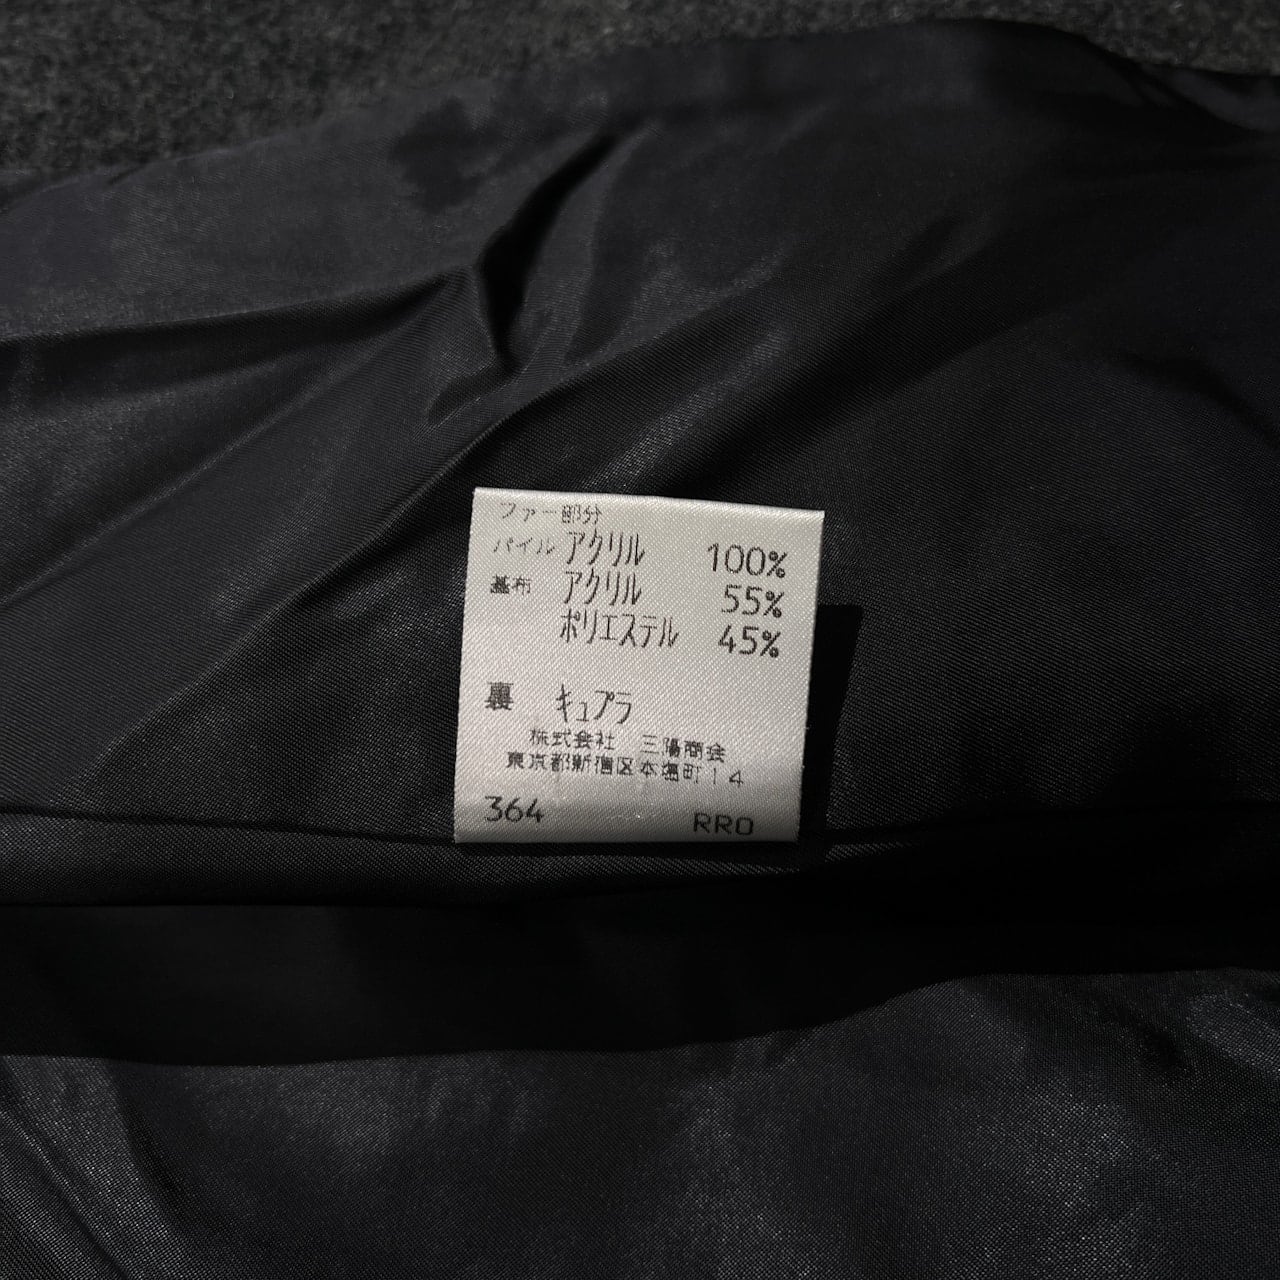 ファー部分
パイル アクリル 100%
基布 アクリル 55%
ポリエステル 45%
裏 キュプラ
株式会社 三陽商会
東京都新宿区本塩町14
364 RRO